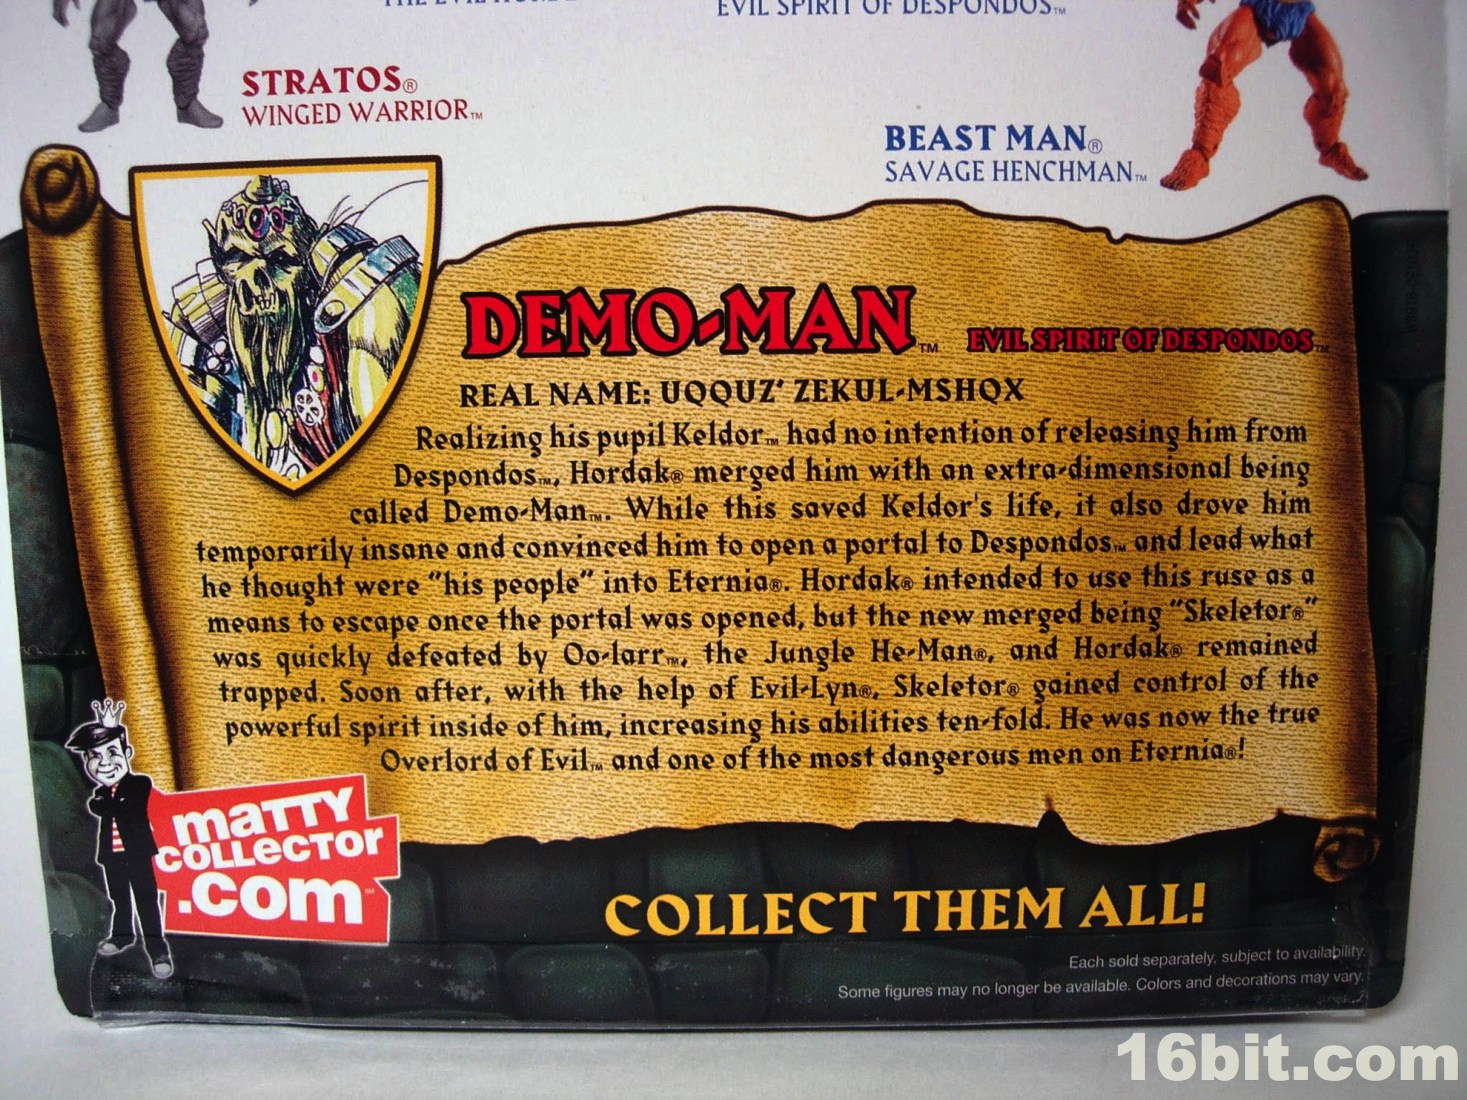 EVIL SPIRIT OF DESPONDOS™
STRATOS®
WINGED WARRIOR™
BEAST MAN®
SAVAGE HENCHMAN™
DEMO-MAN™ EVIL SPIRIT OF DESPONDOS™
REAL NAME: UQQUZ' ZEKUL-MSHQX
Realizing his pupil Keldor™ had no intention of releasing him from
Despondos™, Hordak® merged him with an extra-dimensional being
called Demo-Man™. While this saved Keldor's life, it also drove him
temporarily insane and convinced him to open a portal to Despondos™ and lead what
he thought were "his people" into Eternia®. Hordak® intended to use this ruse as a
means to escape once the portal was opened, but the new merged being "Skeletor®"
was quickly defeated by Oo-larr™, the Jungle He-Man®, and Hordak® remained
trapped. Soon after, with the help of Evil-Lyn®, Skeletor® gained control of the
powerful spirit inside of him, increasing his abilities ten-fold. He was now the true
Overlord of Evil™ and one of the most dangerous men on Eternia®!
maTTY
COLLECTOR
.com℠
COLLECT THEM ALL!
Each sold separately, subject to availability.
Some figures may no longer be available. Colors and decorations may vary.
16bit.com